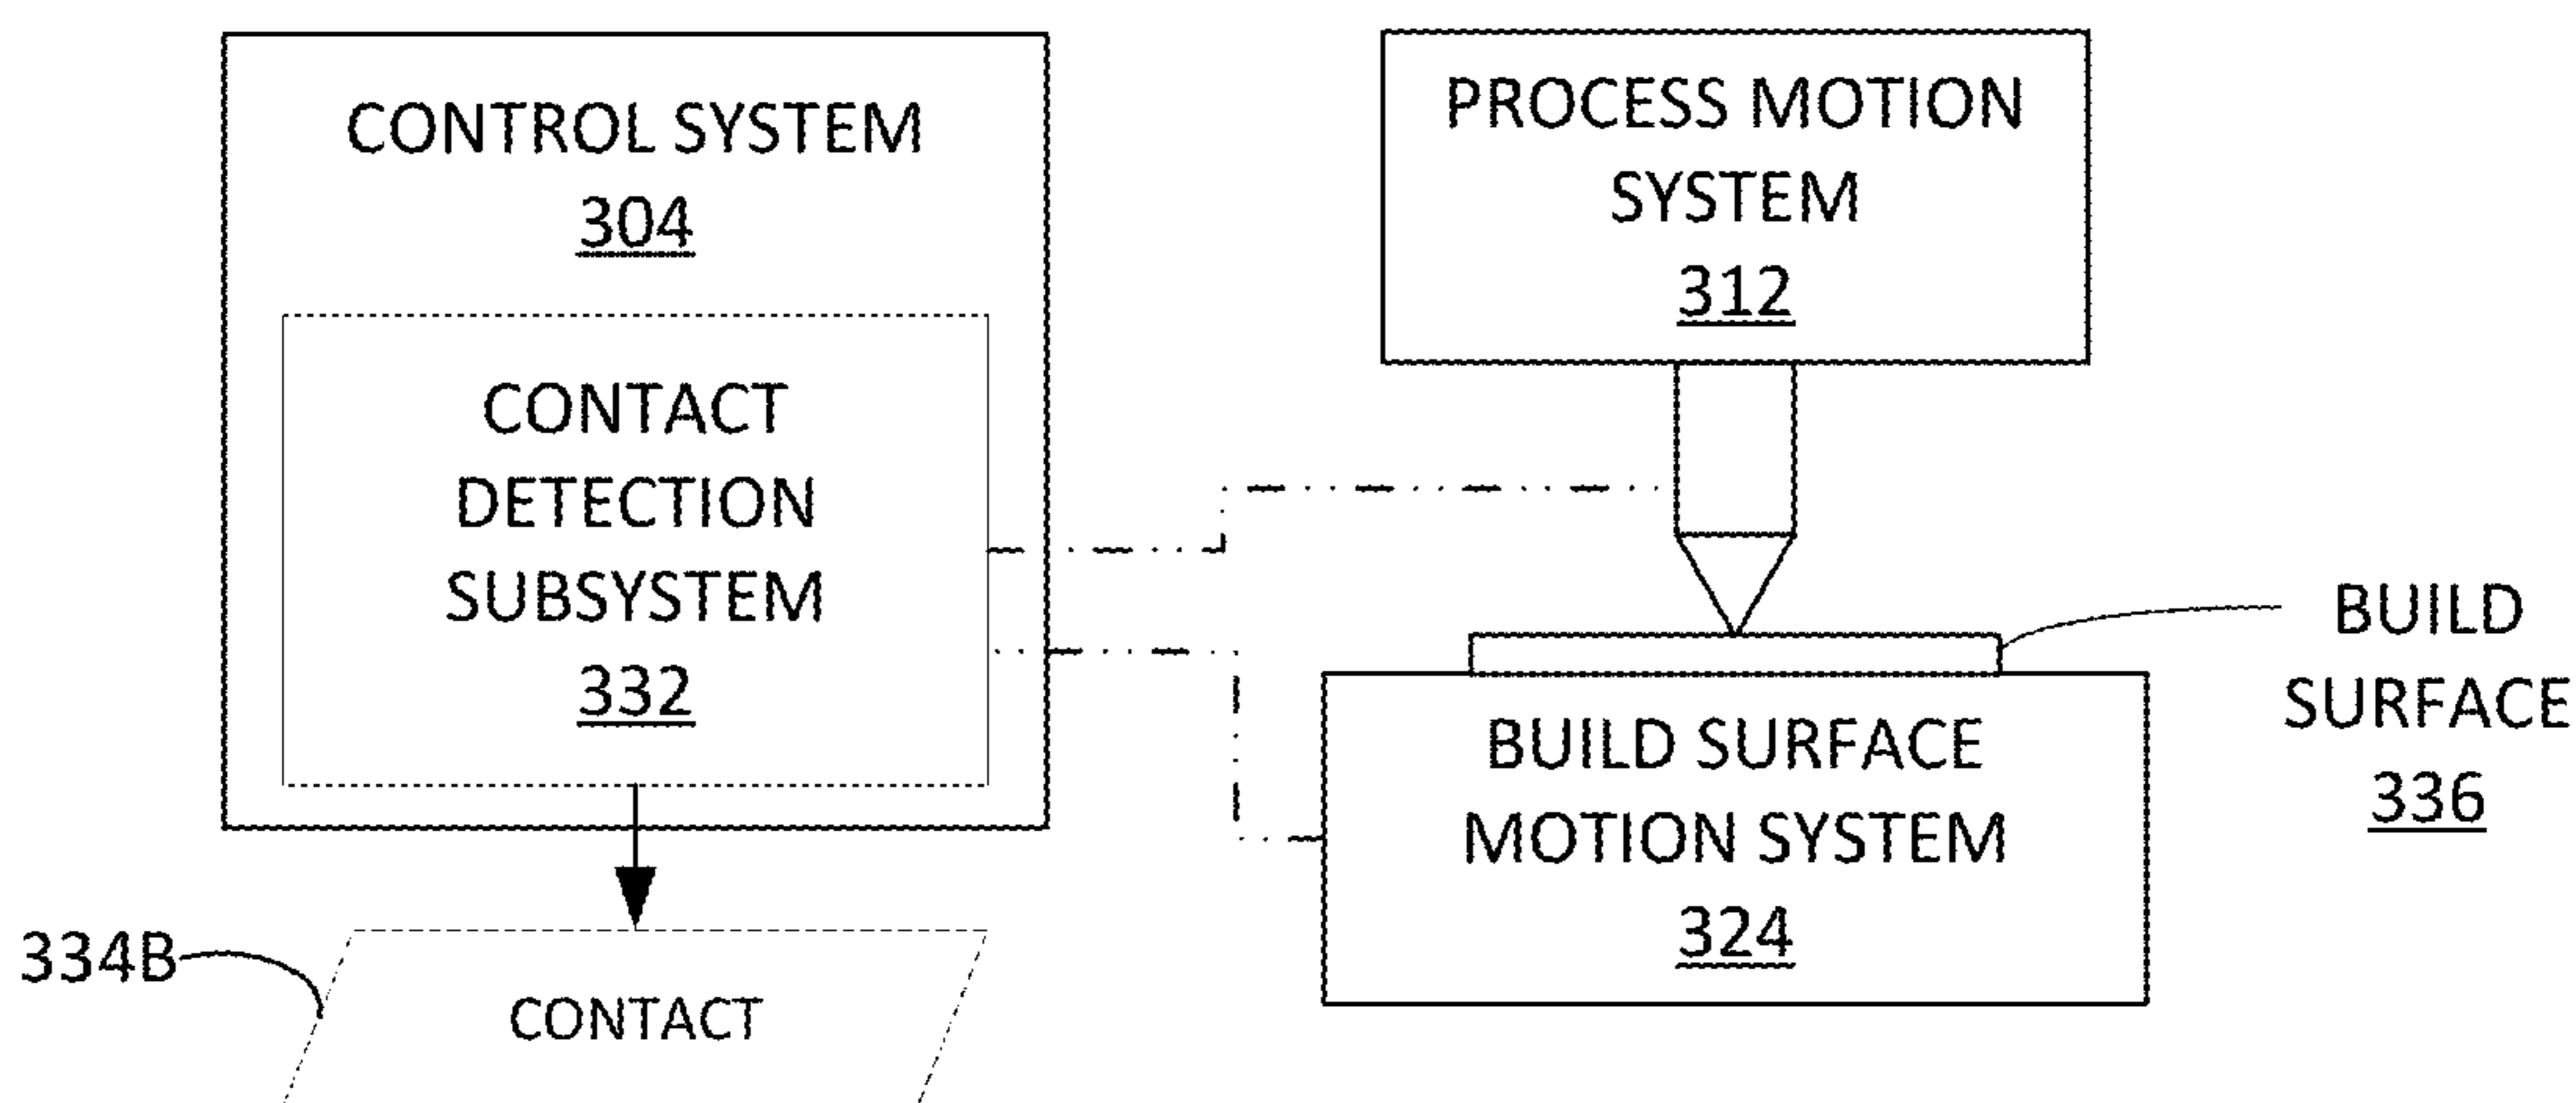 CONTROL SYSTEM
304
CONTACT
DETECTION
SUBSYSTEM
332
334B
CONTACT
PROCESS MOTION
SYSTEM
312
BUILD SURFACE
MOTION SYSTEM
324
BUILD
SURFACE
336